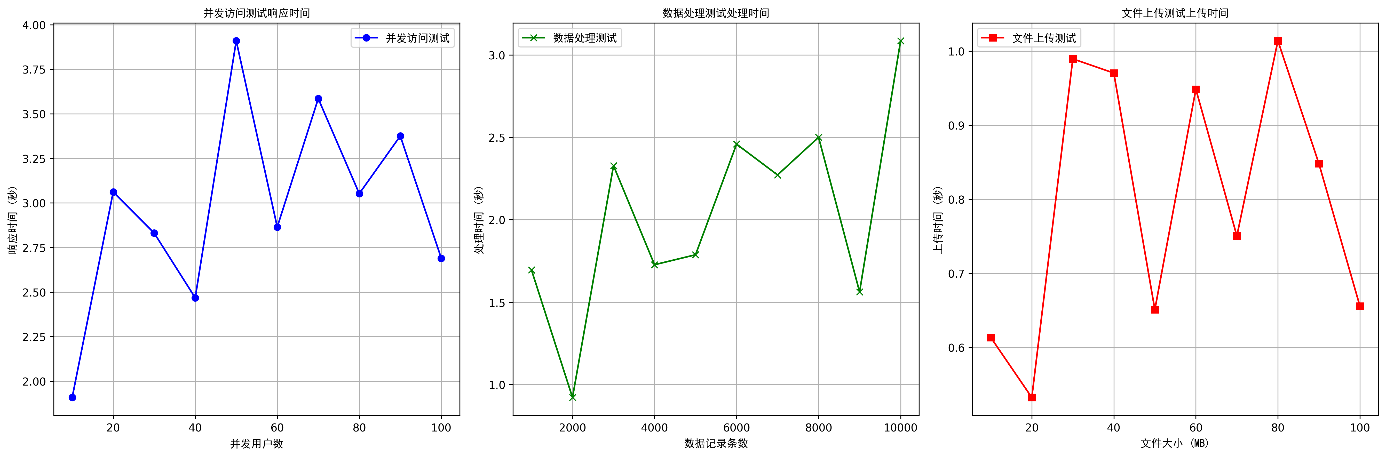 并发访问测试响应时间
并发访问测试
响应时间 (秒)
4.00
3.75
3.50
3.25
3.00
2.75
2.50
2.25
2.00
20
40
60
80
100
并发用户数
数据处理测试处理时间
数据处理测试
处理时间 (秒)
3.0
2.5
2.0
1.5
1.0
2000
4000
6000
8000
10000
数据记录条数
文件上传测试上传时间
文件上传测试
上传时间 (秒)
1.0
0.9
0.8
0.7
0.6
20
40
60
80
100
文件大小 (MB)